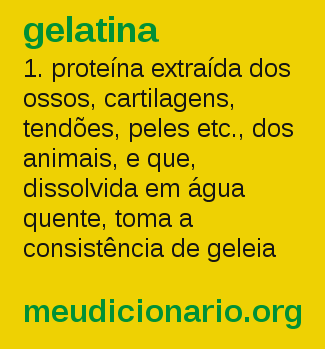 gelatina
1. proteína extraída dos
ossos, cartilagens,
tendões, peles etc., dos
animais, e que,
dissolvida em água
quente, toma a
consistência de geleia
meudicionario.org